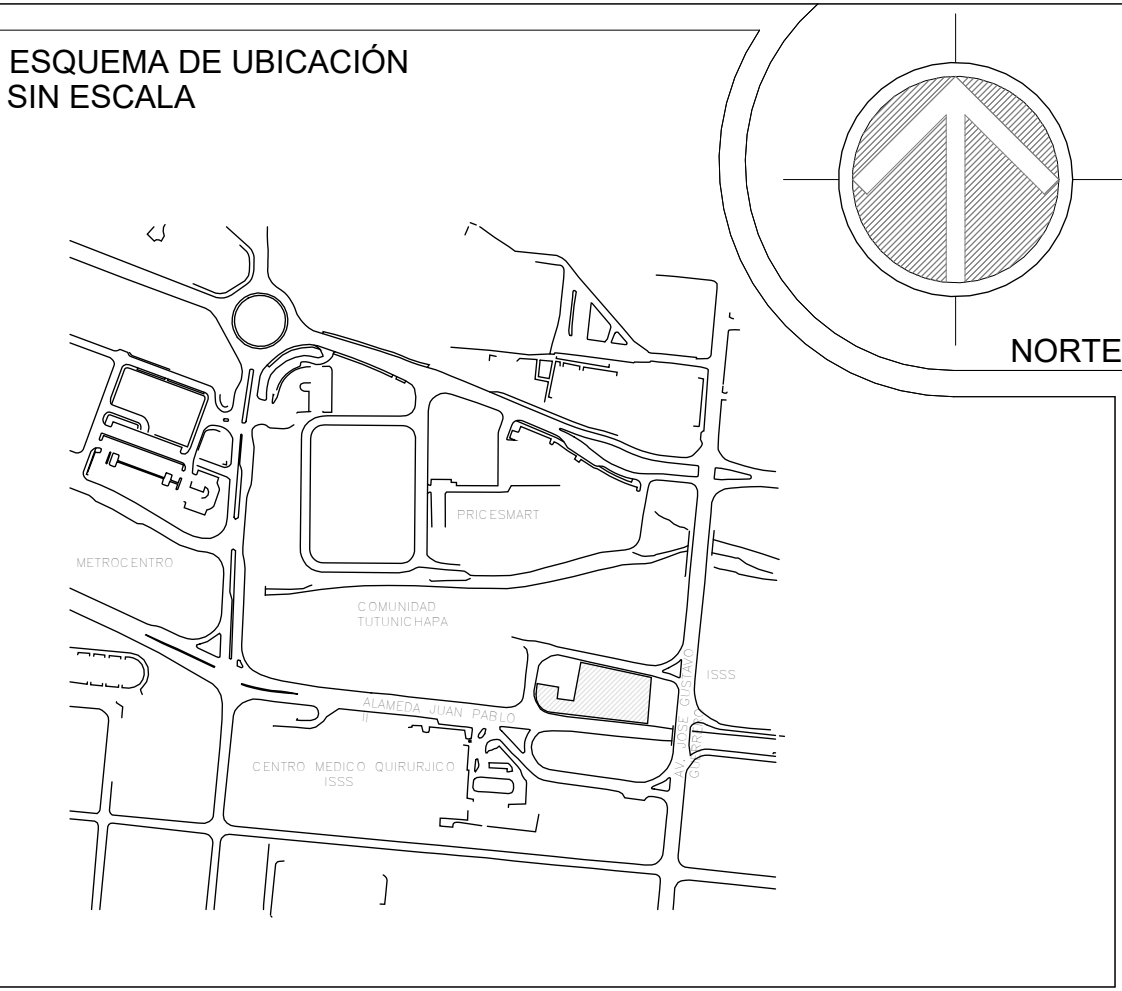 ESQUEMA DE UBICACIÓN
SIN ESCALA
NORTE
PRICESMART
METROCENTRO
COMUNIDAD
TUTUNICHAPA
ISSS
ALAMEDA JUAN PABLO
II
AV. JOSE GUSTAVO
CENTRO MEDICO QUIRURJICO
ISSS